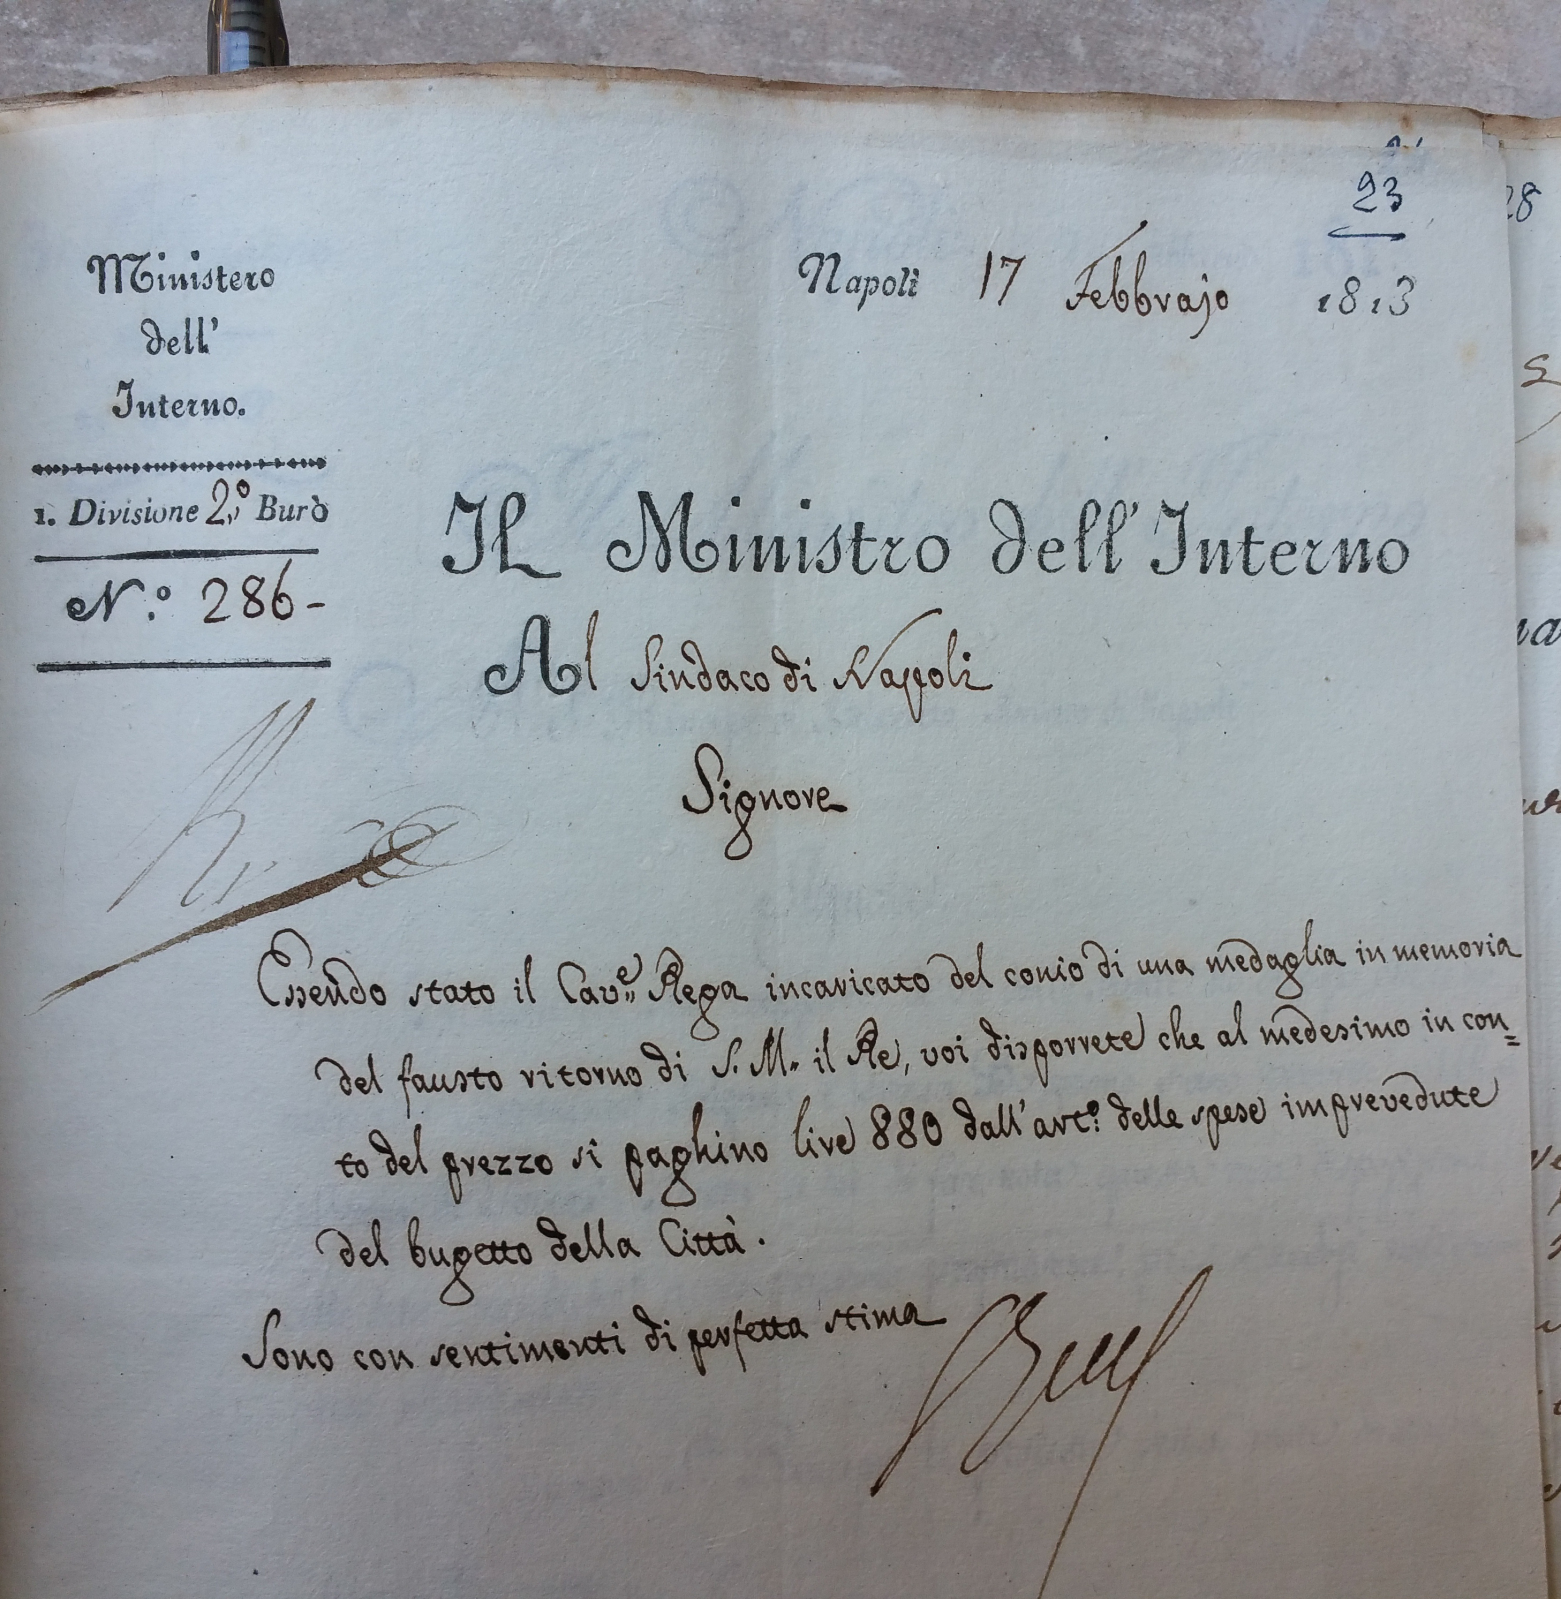 23
28
Ministero
dell'
Interno.
Napoli 17 Febbrajo 1813
1. Divisione 2.° Burò
N.° 286-
Il Ministro dell'Interno
Al Sindaco di Napoli
Signore
Essendo stato il Cav.e Rega incaricato del conio di una medaglia in memoria
del fausto ritorno di S. M. il Re, voi disporrete che al medesimo in con=
to del prezzo si paghino lire 880 dall'art.° delle spese imprevedute
del bugetto della Città.
Sono con sentimenti di perfetta stima